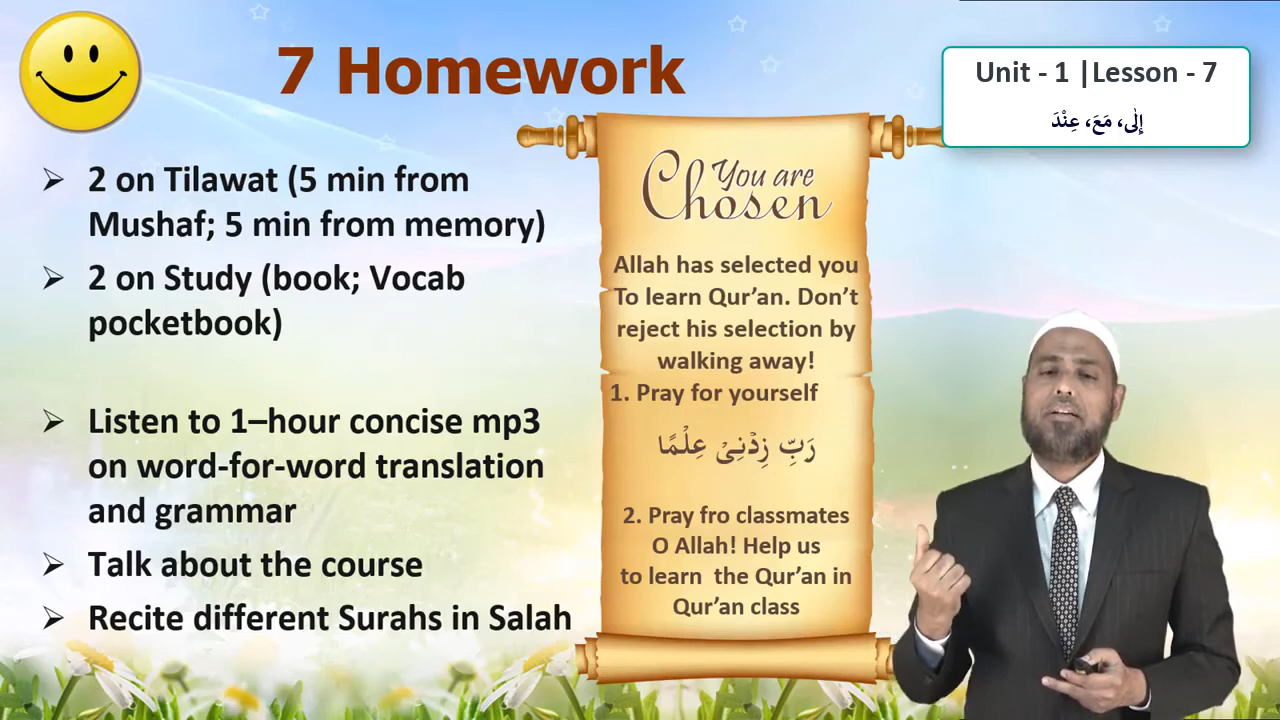 7 Homework
Unit - 1 |Lesson - 7
إِلٰى، مَعَ، عِنْدَ
➢ 2 on Tilawat (5 min from
Mushaf; 5 min from memory)
➢ 2 on Study (book; Vocab
pocketbook)
➢ Listen to 1–hour concise mp3
on word-for-word translation
and grammar
➢ Talk about the course
➢ Recite different Surahs in Salah
You are
Chosen
Allah has selected you
To learn Qur’an. Don’t
reject his selection by
walking away!
1. Pray for yourself
رَبِّ زِدْنِيْ عِلْمًا
2. Pray fro classmates
O Allah! Help us
to learn the Qur’an in
Qur’an class